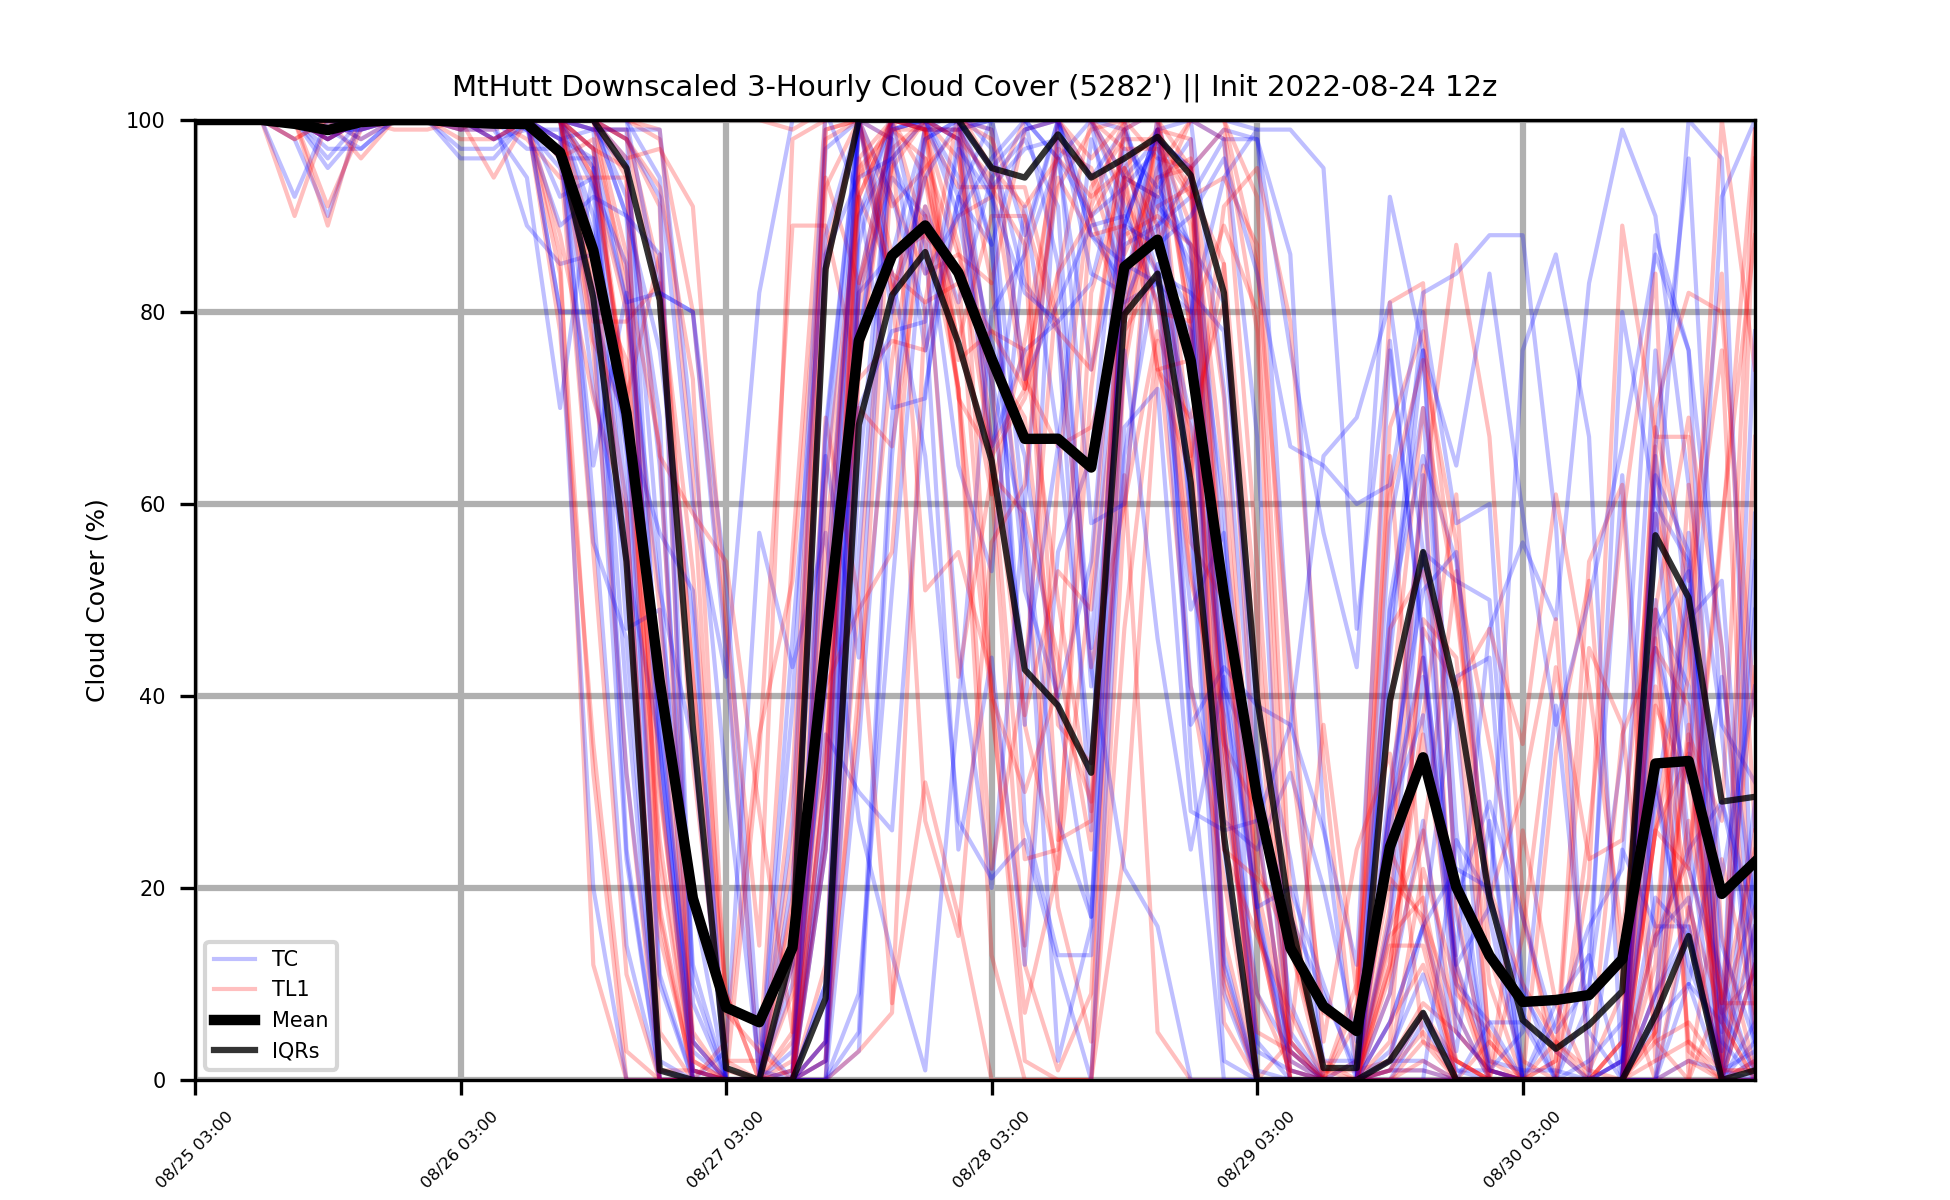 MtHutt Downscaled 3-Hourly Cloud Cover (5282') || Init 2022-08-24 12z
Cloud Cover (%)
100
80
60
40
20
0
TC
TL1
Mean
IQRs
08/25 03:00
08/26 03:00
08/27 03:00
08/28 03:00
08/29 03:00
08/30 03:00